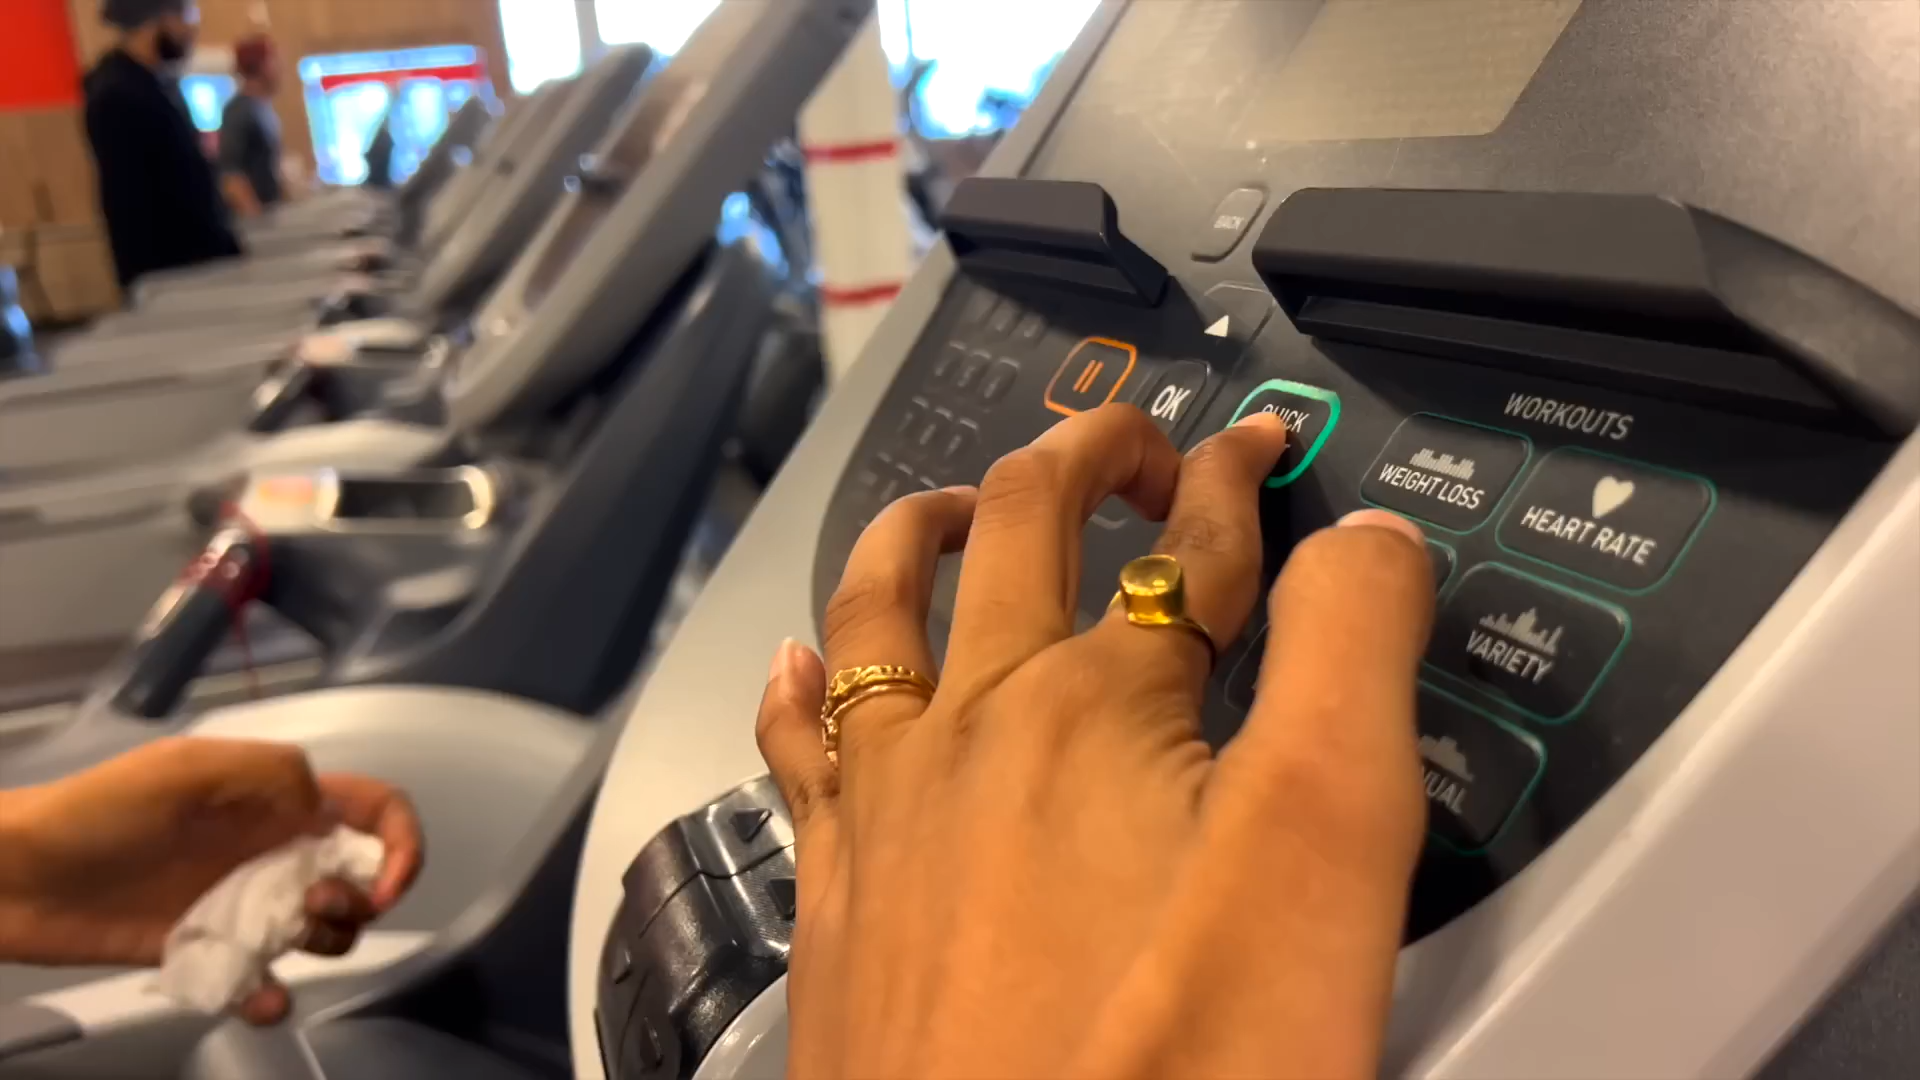 BACK
OK
QUICK
WORKOUTS
WEIGHT LOSS
HEART RATE
VARIETY